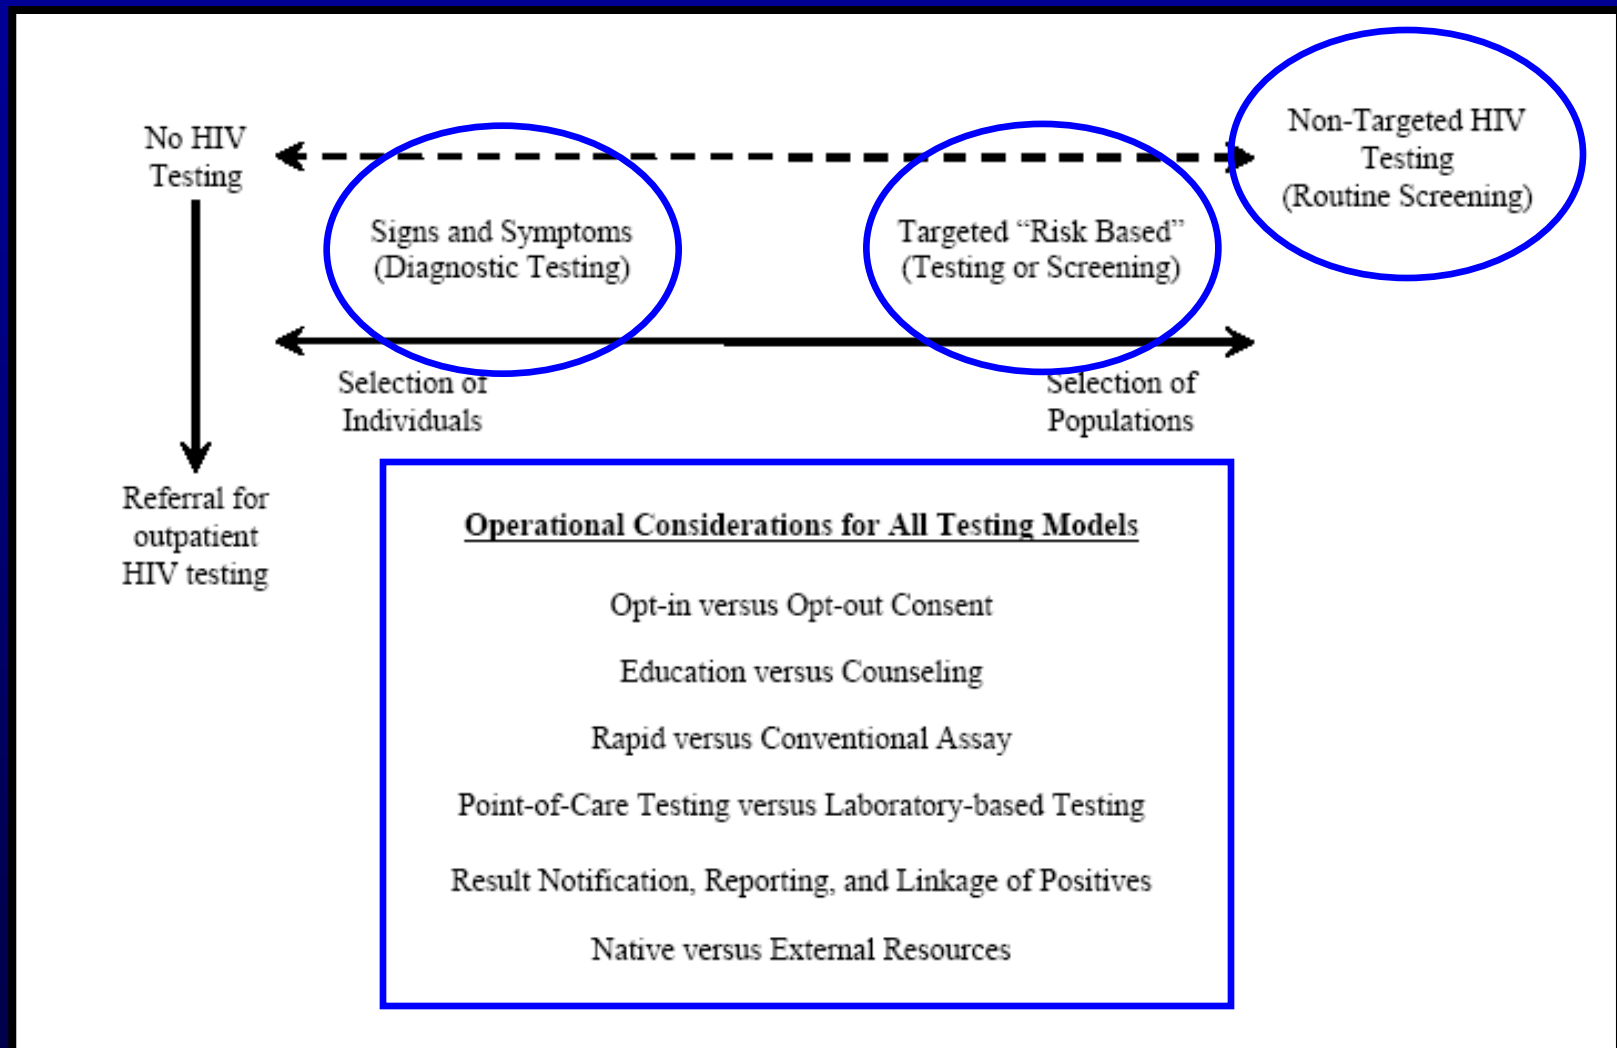 No HIV
Testing
Non-Targeted HIV
Testing
(Routine Screening)
Signs and Symptoms
(Diagnostic Testing)
Targeted “Risk Based”
(Testing or Screening)
Selection of
Individuals
Selection of
Populations
Referral for
outpatient
HIV testing
Operational Considerations for All Testing Models
Opt-in versus Opt-out Consent
Education versus Counseling
Rapid versus Conventional Assay
Point-of-Care Testing versus Laboratory-based Testing
Result Notification, Reporting, and Linkage of Positives
Native versus External Resources